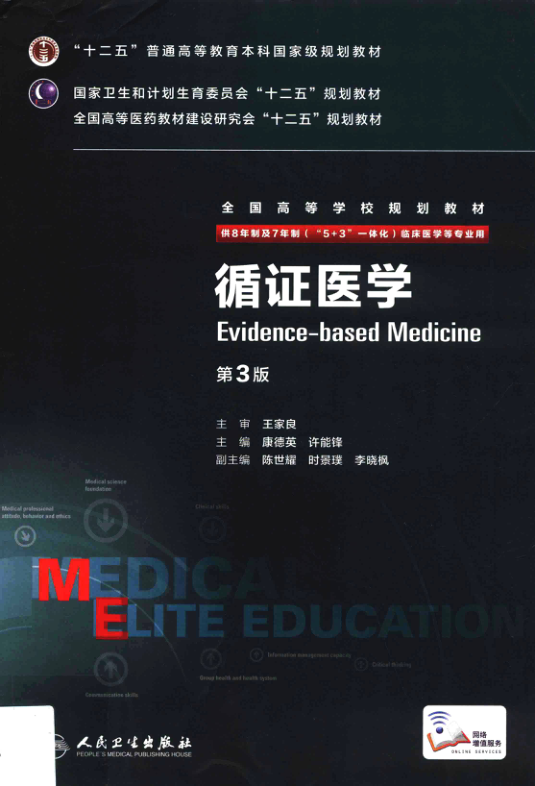 “十二五”普通高等教育本科国家级规划教材
国家卫生和计划生育委员会“十二五”规划教材
全国高等医药教材建设研究会“十二五”规划教材
全国高等学校规划教材
供8年制及7年制（“5+3”一体化）临床医学等专业用
循证医学
Evidence-based Medicine
第3版
主 审 王家良
主 编 康德英 许能锋
副主编 陈世耀 时景璞 李晓枫
Medical science
foundation
Medical professional
attitude, behavior and ethics
Clinical skills
MEDICAL
ELITE EDUCATION
Information management capacity
Critical thinking
Group health and health system
Communication skills
人民卫生出版社
PEOPLE'S MEDICAL PUBLISHING HOUSE
网络
增值服务
ONLINE SERVICES